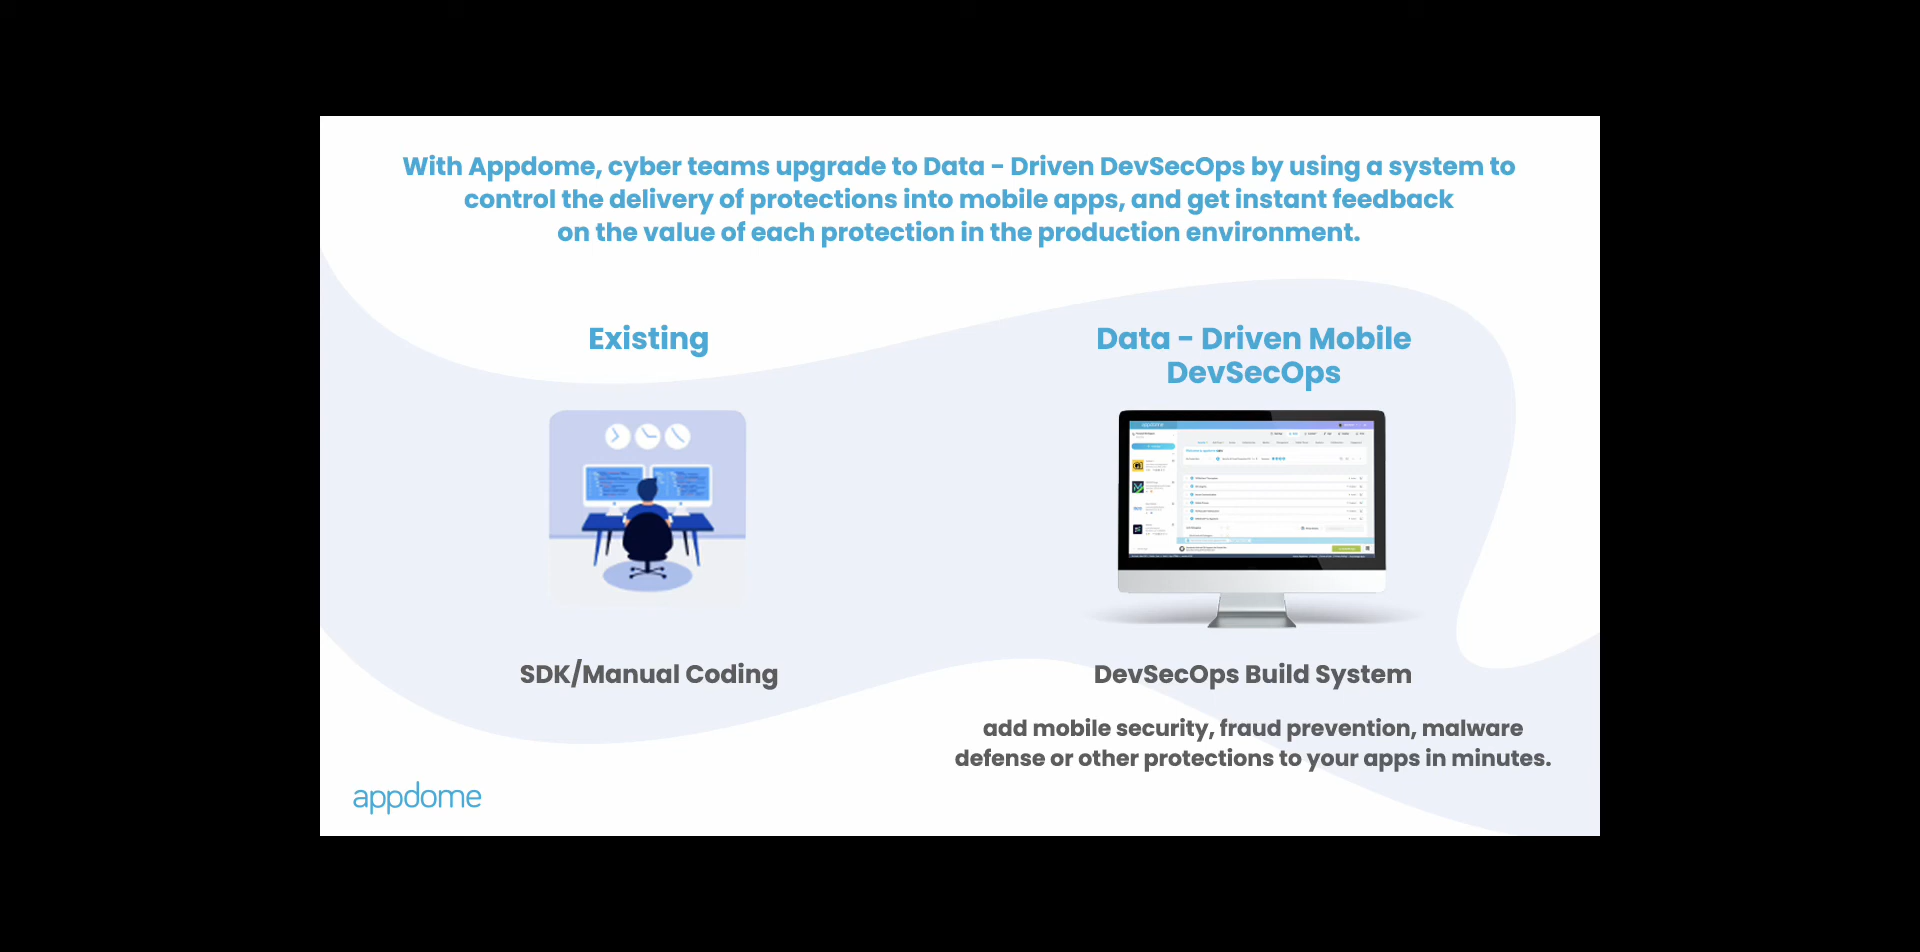 With Appdome, cyber teams upgrade to Data - Driven DevSecOps by using a system to
control the delivery of protections into mobile apps, and get instant feedback
on the value of each protection in the production environment.
Existing
Data - Driven Mobile
DevSecOps
appdome
SDK/Manual Coding
DevSecOps Build System
add mobile security, fraud prevention, malware
defense or other protections to your apps in minutes.
appdome